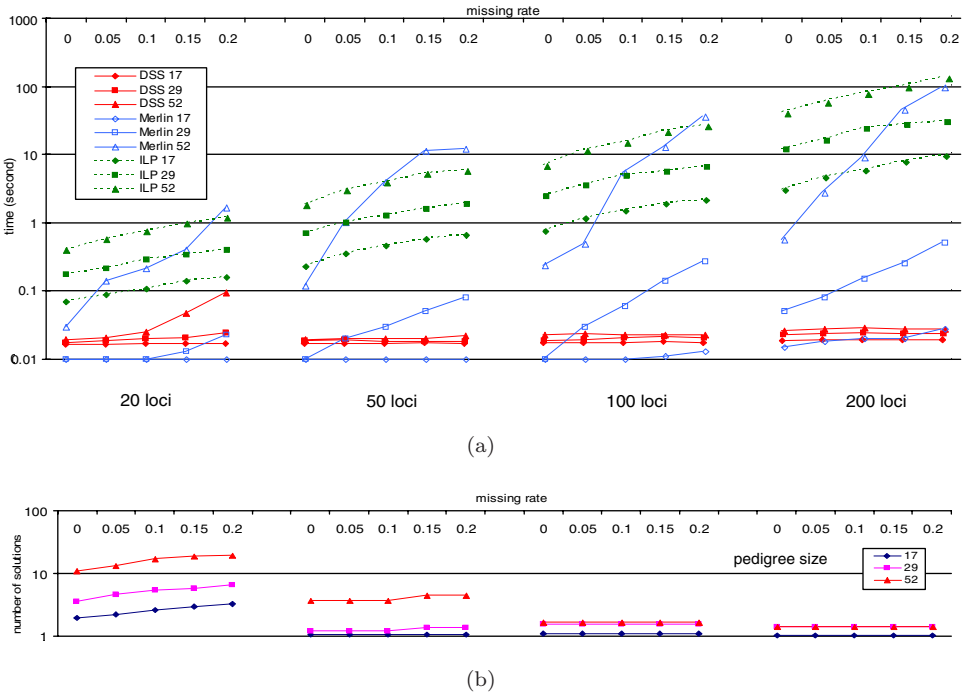 missing rate
1000
0 0.05 0.1 0.15 0.2 0 0.05 0.1 0.15 0.2 0 0.05 0.1 0.15 0.2 0 0.05 0.1 0.15 0.2
DSS 17
DSS 29
DSS 52
Merlin 17
Merlin 29
Merlin 52
ILP 17
ILP 29
ILP 52
100
10
1
0.1
0.01
time (second)
20 loci 50 loci 100 loci 200 loci
(a)
missing rate
100
0 0.05 0.1 0.15 0.2 0 0.05 0.1 0.15 0.2 0 0.05 0.1 0.15 0.2 0 0.05 0.1 0.15 0.2
pedigree size
17
29
52
10
1
number of solutions
(b)